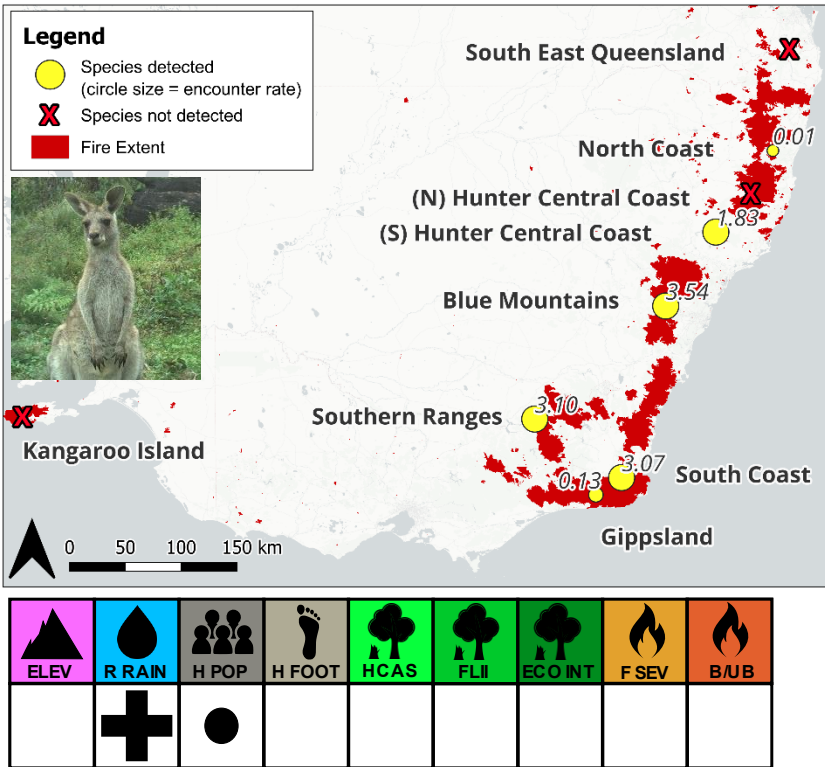 Legend
Species detected
(circle size = encounter rate)
Species not detected
Fire Extent
South East Queensland
0.01
North Coast
(N) Hunter Central Coast
1.83
(S) Hunter Central Coast
3.54
Blue Mountains
3.10
Southern Ranges
Kangaroo Island
3.07
0.13
South Coast
Gippsland
0 50 100 150 km
ELEV R RAIN H POP H FOOT HCAS FLII ECO INT F SEV B/UB